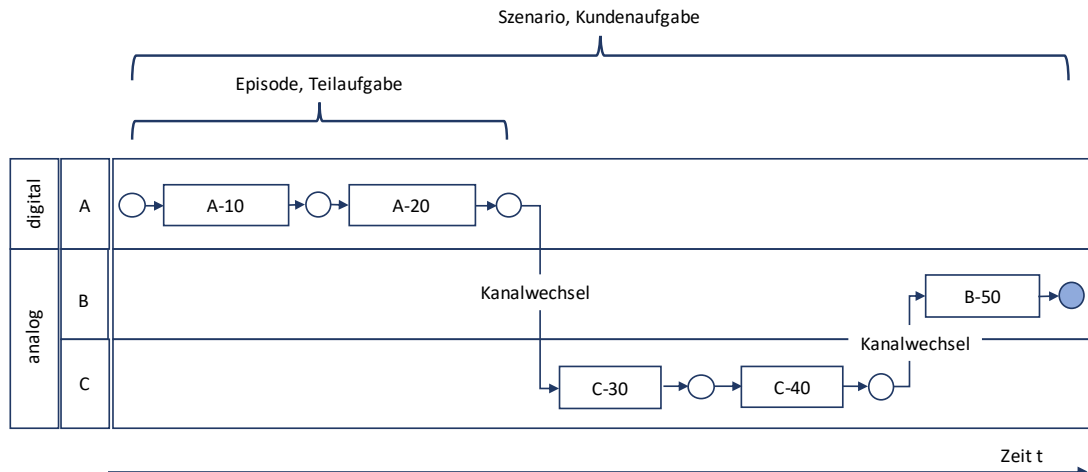 Szenario, Kundenaufgabe
Episode, Teilaufgabe
digital
A
A-10
A-20
analog
B
Kanalwechsel
B-50
Kanalwechsel
C
C-30
C-40
Zeit t